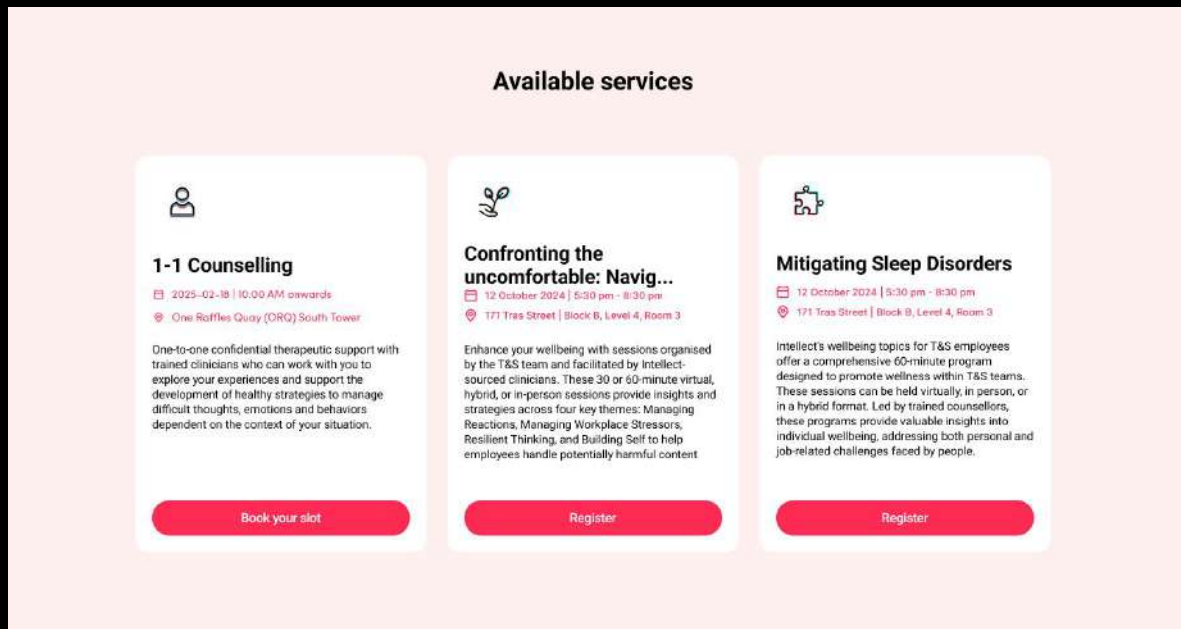 Available services
1-1 Counselling
2025-02-18 | 10:00 AM onwards
One Raffles Quay (ORQ) South Tower
One-to-one confidential therapeutic support with
trained clinicians who can work with you to
explore your experiences and support the
development of healthy strategies to manage
difficult thoughts, emotions and behaviors
dependent on the context of your situation.
Book your slot
Confronting the
uncomfortable: Navig...
12 October 2024 | 5:30 pm - 8:30 pm
171 Tras Street | Block B, Level 4, Room 3
Enhance your wellbeing with sessions organised
by the T&S team and facilitated by Intellect-
sourced clinicians. These 30 or 60-minute virtual,
hybrid, or in-person sessions provide insights and
strategies across four key themes: Managing
Reactions, Managing Workplace Stressors,
Resilient Thinking, and Building Self to help
employees handle potentially harmful content
Register
Mitigating Sleep Disorders
12 October 2024 | 5:30 pm - 8:30 pm
171 Tras Street | Block B, Level 4, Room 3
Intellect's wellbeing topics for T&S employees
offer a comprehensive 60-minute program
designed to promote wellness within T&S teams.
These sessions can be held virtually, in person, or
in a hybrid format. Led by trained counsellors,
these programs provide valuable insights into
individual wellbeing, addressing both personal and
job-related challenges faced by people.
Register